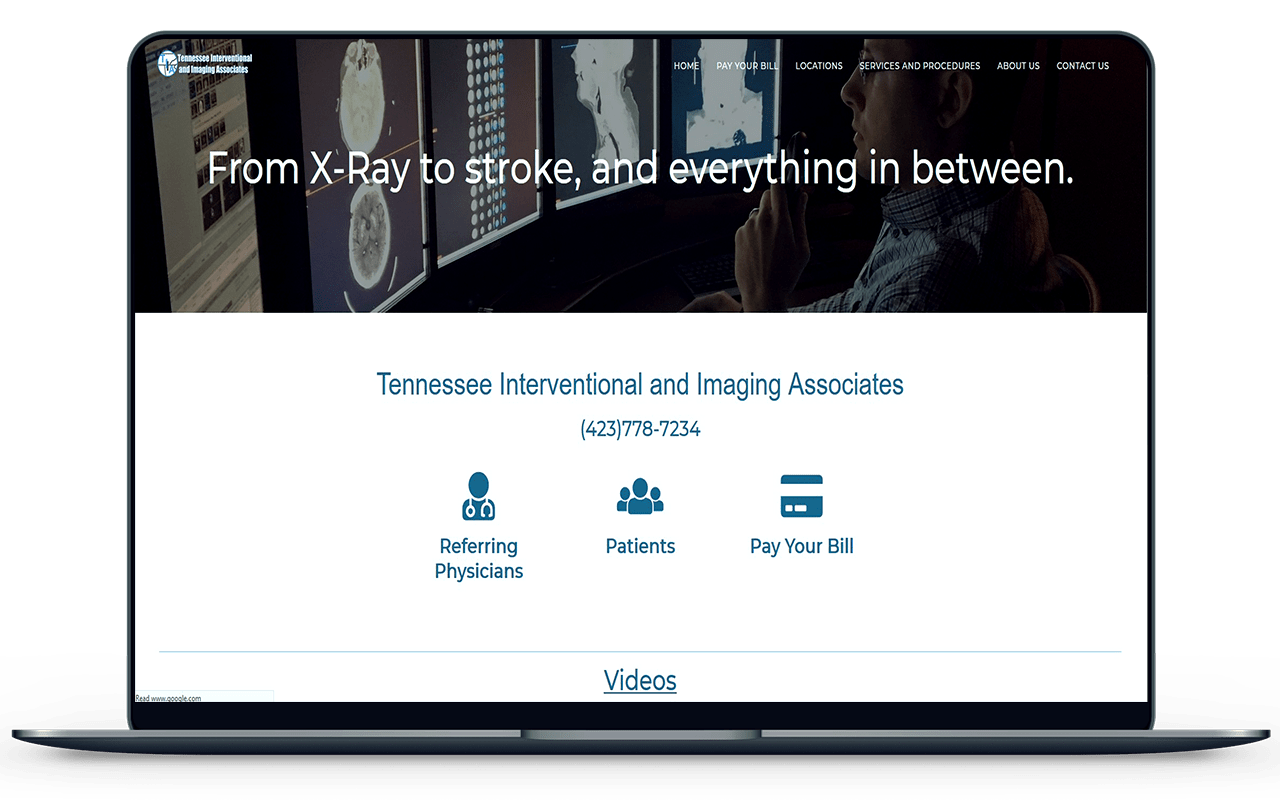 Tennessee Interventional
and Imaging Associates
HOME PAY YOUR BILL LOCATIONS SERVICES AND PROCEDURES ABOUT US CONTACT US
From X-Ray to stroke, and everything in between.
Tennessee Interventional and Imaging Associates
(423)778-7234
Referring
Physicians
Patients
Pay Your Bill
Videos
Read www.google.com